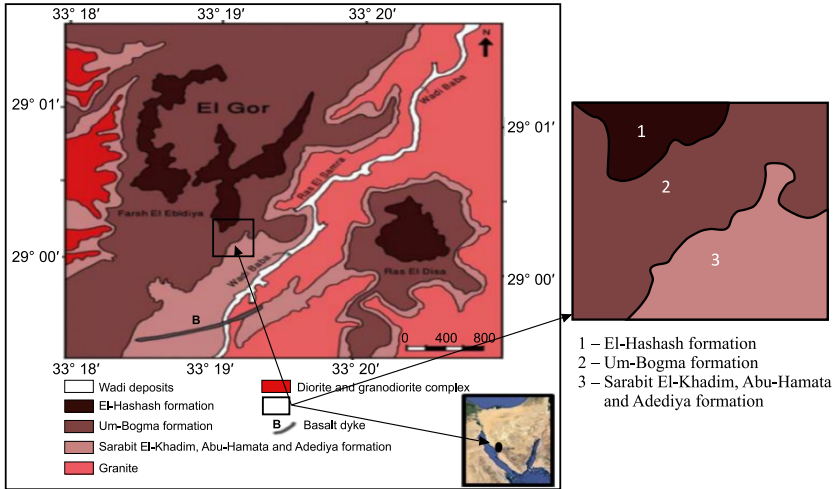 33° 18′ 33° 19′ 33° 20′
N
29° 01′
29° 01′
El Gor
Wadi Baba
Ras El Samra
Farsh El Ebidiya
29° 00′
29° 00′
Wadi Baba
Ras El Disa
B
0 400 800
33° 18′ 33° 19′ 33° 20′
Wadi deposits
El-Hashash formation
Um-Bogma formation
Sarabit El-Khadim, Abu-Hamata and Adediya formation
Granite
Diorite and granodiorite complex
B Basalt dyke
1
2
3
1 – El-Hashash formation
2 – Um-Bogma formation
3 – Sarabit El-Khadim, Abu-Hamata
and Adediya formation